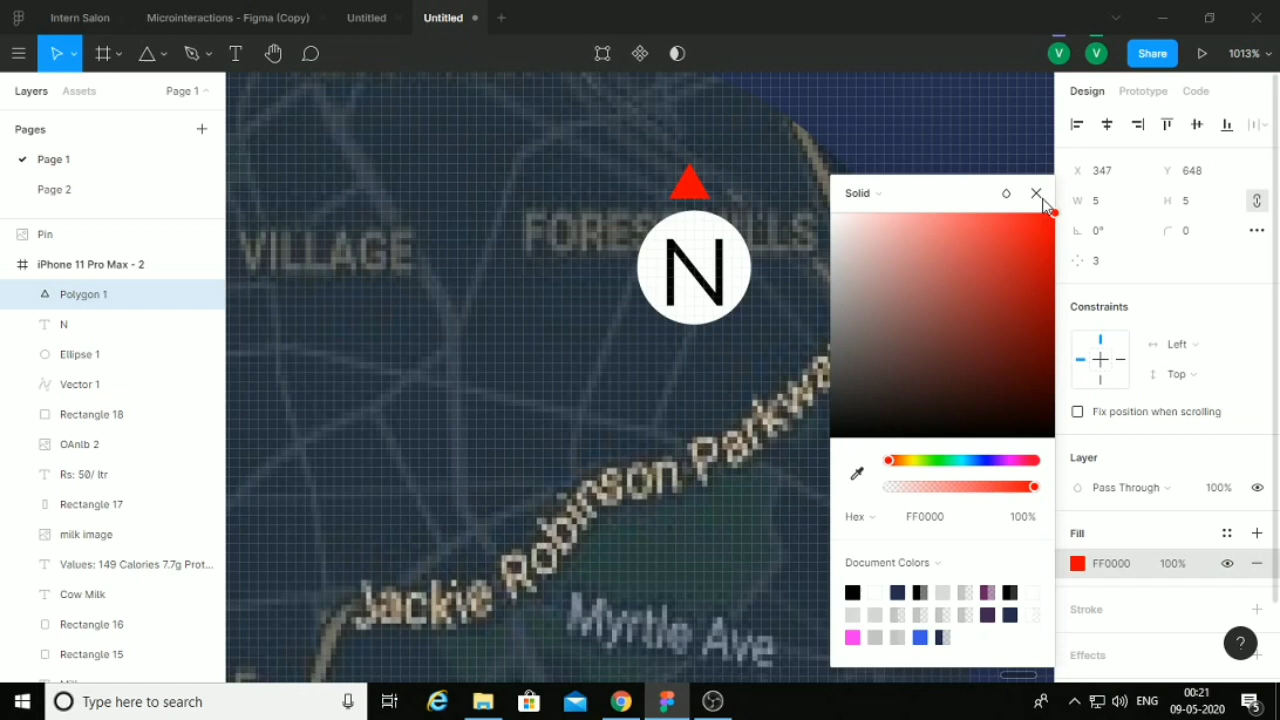 Intern Salon
Microinteractions - Figma (Copy)
Untitled
Untitled
V
V
Share
1013%
Layers
Assets
Page 1
Pages
Page 1
Page 2
Pin
iPhone 11 Pro Max - 2
Polygon 1
N
Ellipse 1
Vector 1
Rectangle 18
OAnlb 2
Rs: 50/ ltr
Rectangle 17
milk image
Values: 149 Calories 7.7g Prot...
Cow Milk
Rectangle 16
Rectangle 15
VILLAGE
N
Jackie Robinson Parkway
Myrtle Ave
Solid
Hex
FF0000
100%
Document Colors
Design
Prototype
Code
X 347
Y 648
W 5
H 5
0°
0
3
Constraints
Left
Top
Fix position when scrolling
Layer
Pass Through
100%
Fill
FF0000
100%
Stroke
Effects
?
Type here to search
ENG
00:21
09-05-2020